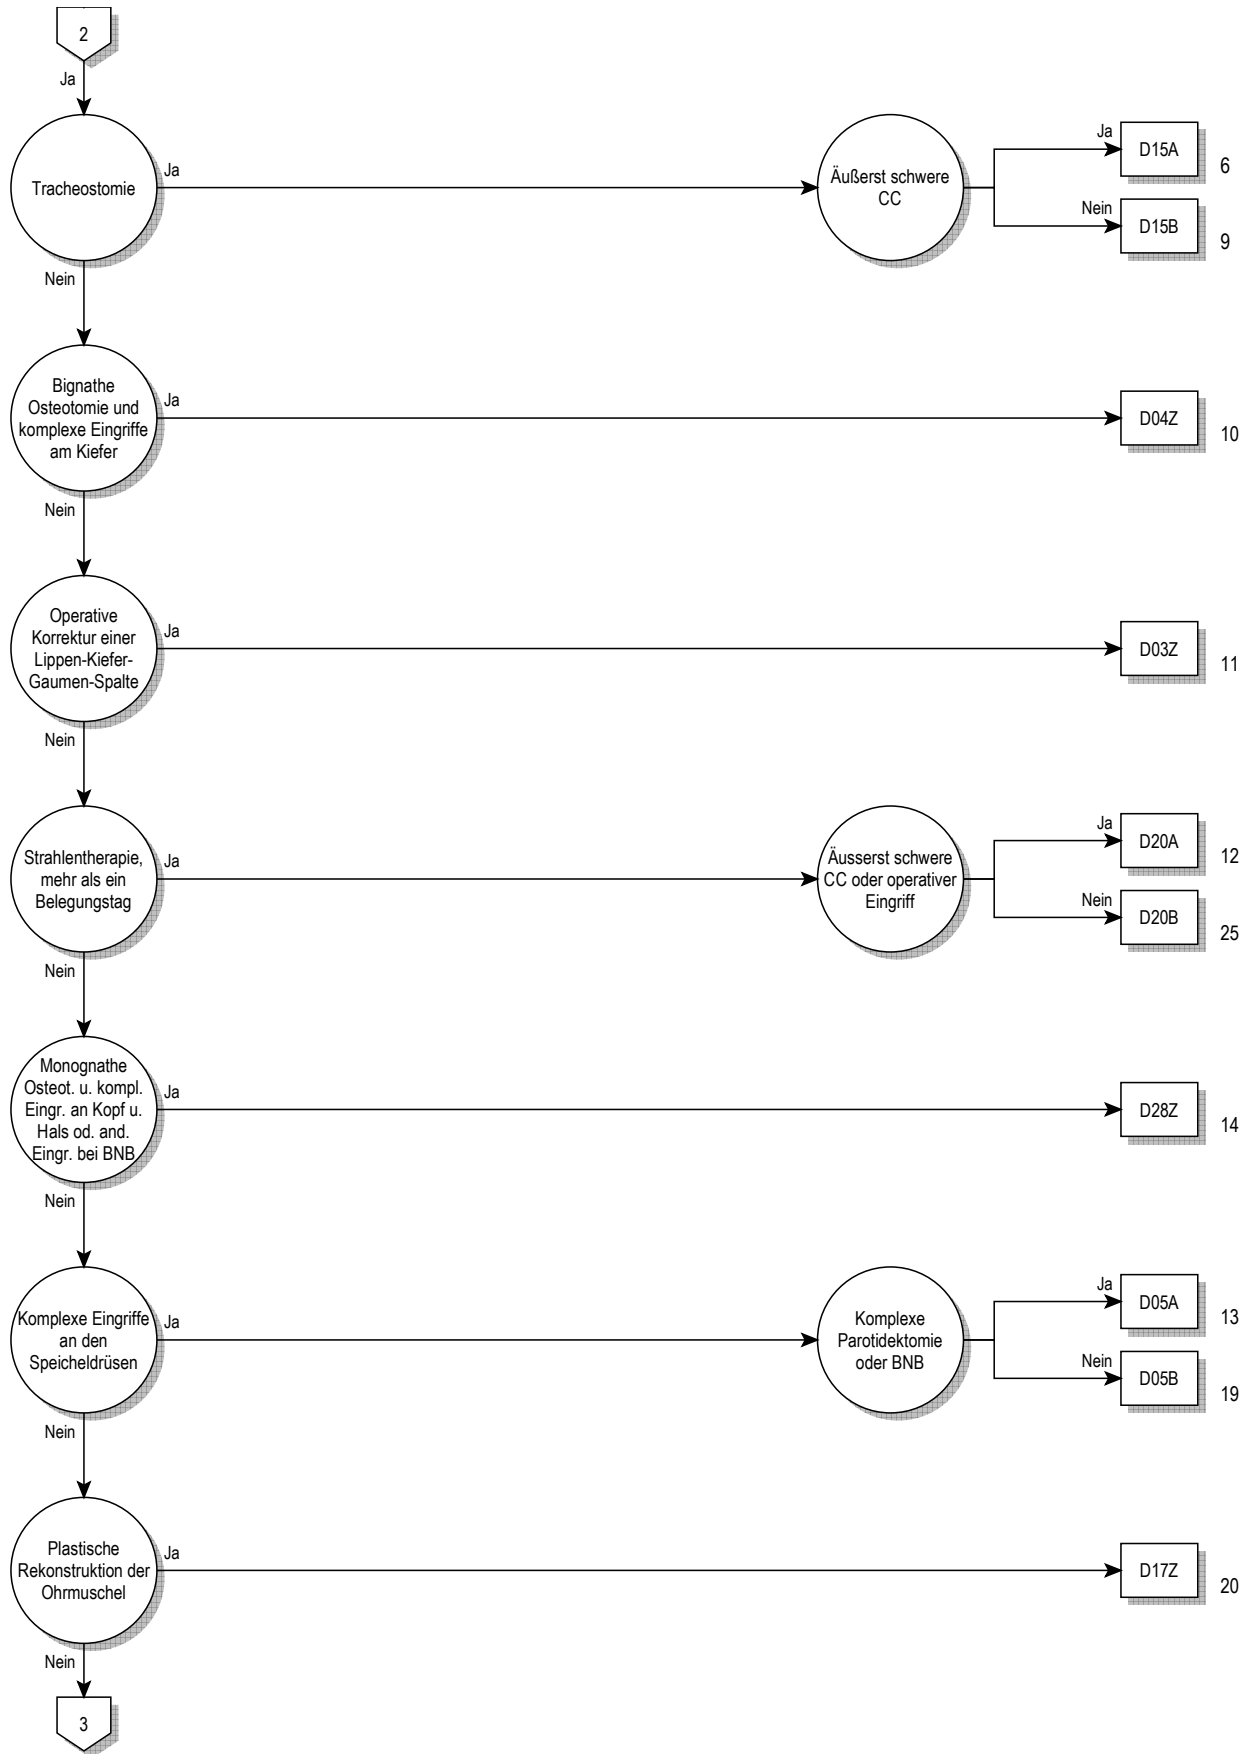 2
Ja
Tracheostomie
Ja
Äußerst schwere
CC
Ja
D15A
6
Nein
D15B
9
Nein
Bignathe
Osteotomie und
komplexe Eingriffe
am Kiefer
Ja
D04Z
10
Nein
Operative
Korrektur einer
Lippen-Kiefer-
Gaumen-Spalte
Ja
D03Z
11
Nein
Strahlentherapie,
mehr als ein
Belegungstag
Ja
Äusserst schwere
CC oder operativer
Eingriff
Ja
D20A
12
Nein
D20B
25
Nein
Monognathe
Osteot. u. kompl.
Eingr. an Kopf u.
Hals od. and.
Eingr. bei BNB
Ja
D28Z
14
Nein
Komplexe Eingriffe
an den
Speicheldrüsen
Ja
Komplexe
Parotidektomie
oder BNB
Ja
D05A
13
Nein
D05B
19
Nein
Plastische
Rekonstruktion der
Ohrmuschel
Ja
D17Z
20
Nein
3